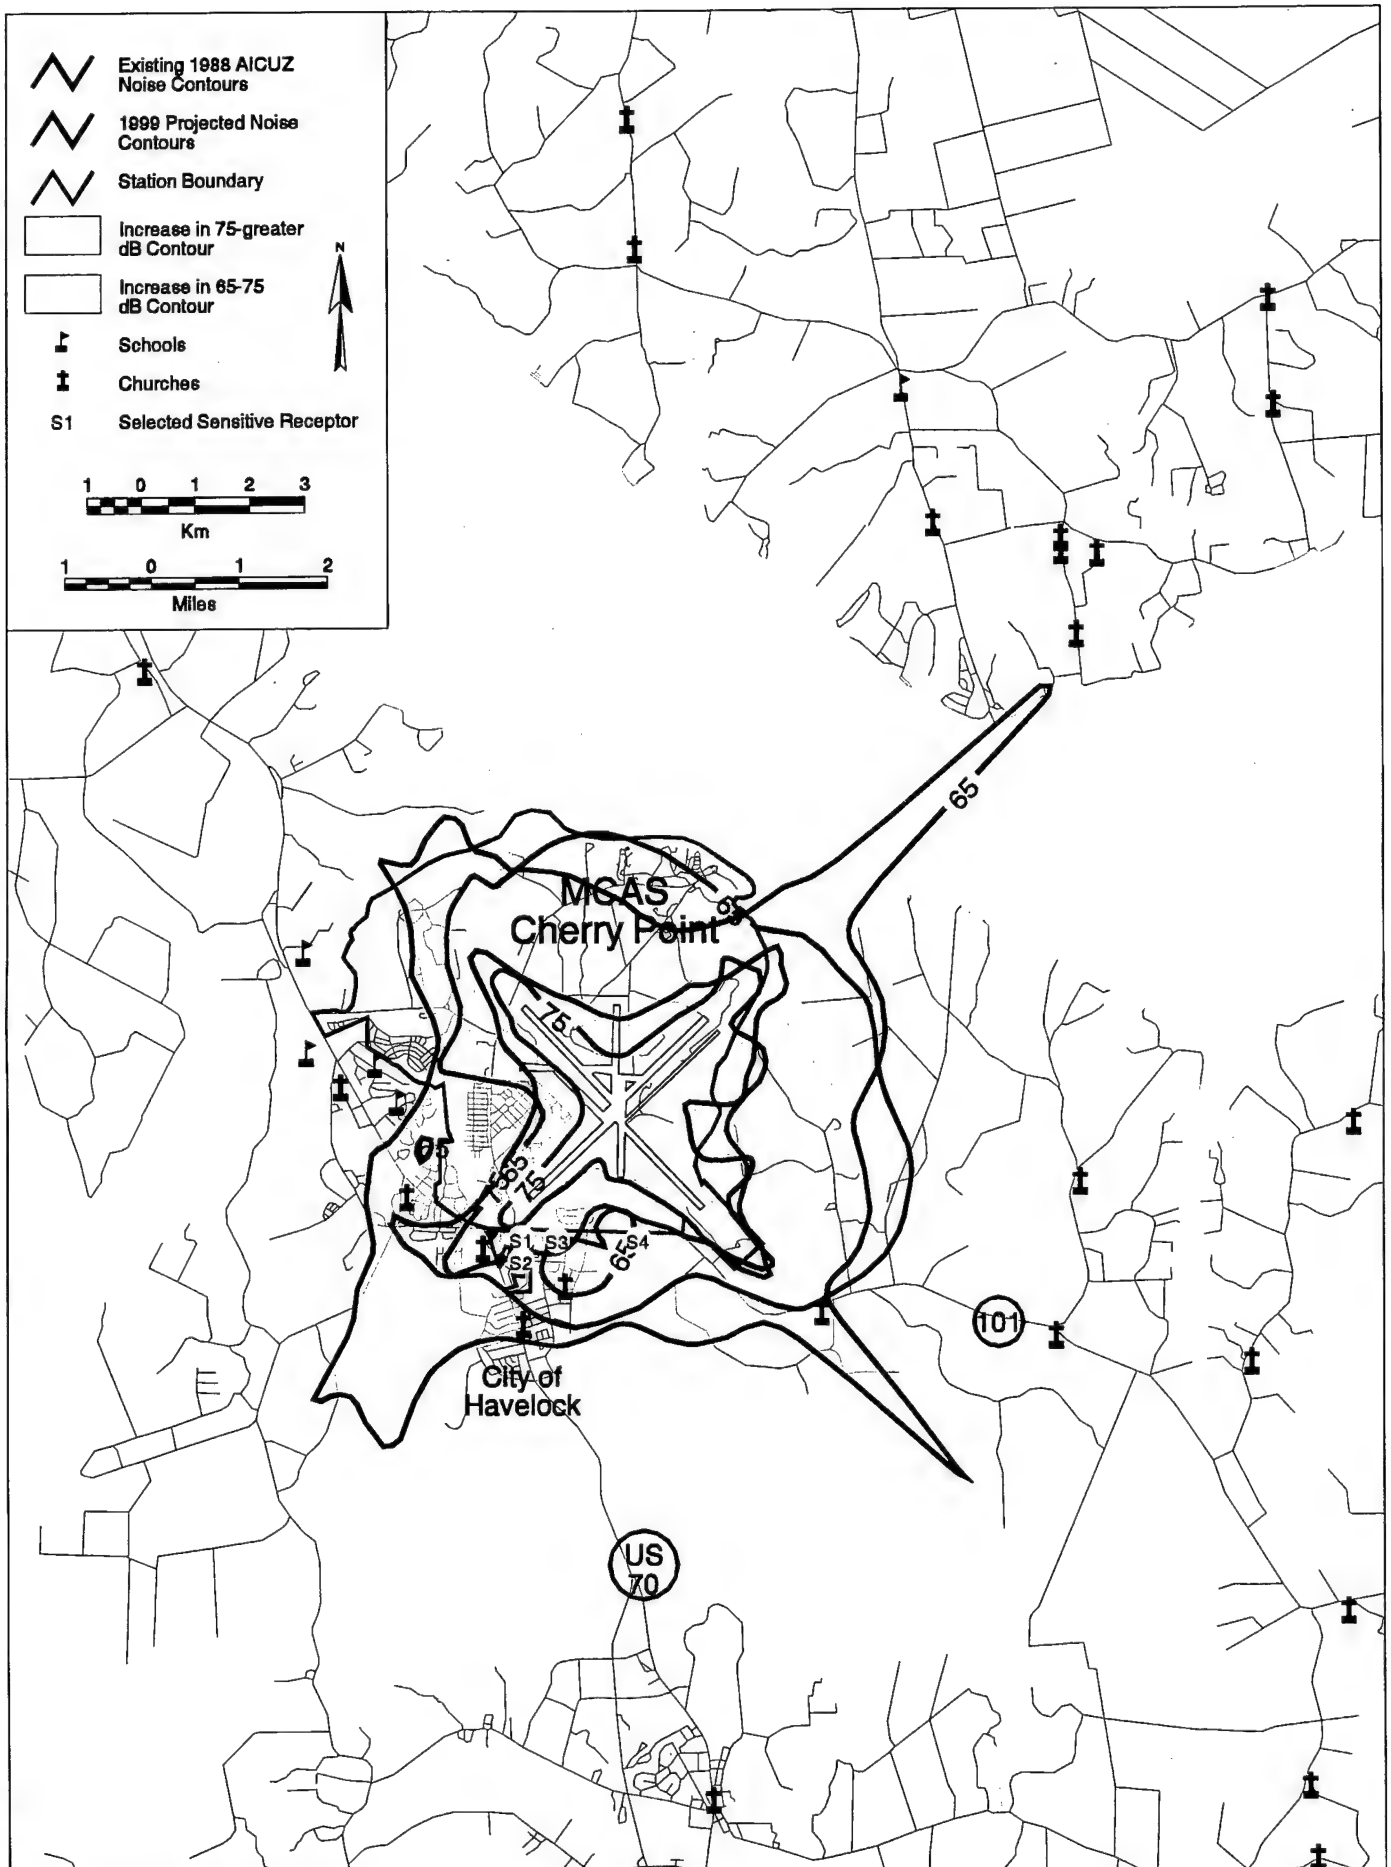 Existing 1988 AICUZ
Noise Contours
1999 Projected Noise
Contours
Station Boundary
Increase in 75-greater
dB Contour
Increase in 65-75
dB Contour
N
Schools
Churches
S1 Selected Sensitive Receptor
1 0 1 2 3
Km
1 0 1 2
Miles
65
MCAS
Cherry Point
65
75
75
65
75
75
S1 S3 S4
S2
65
101
City of
Havelock
US
70